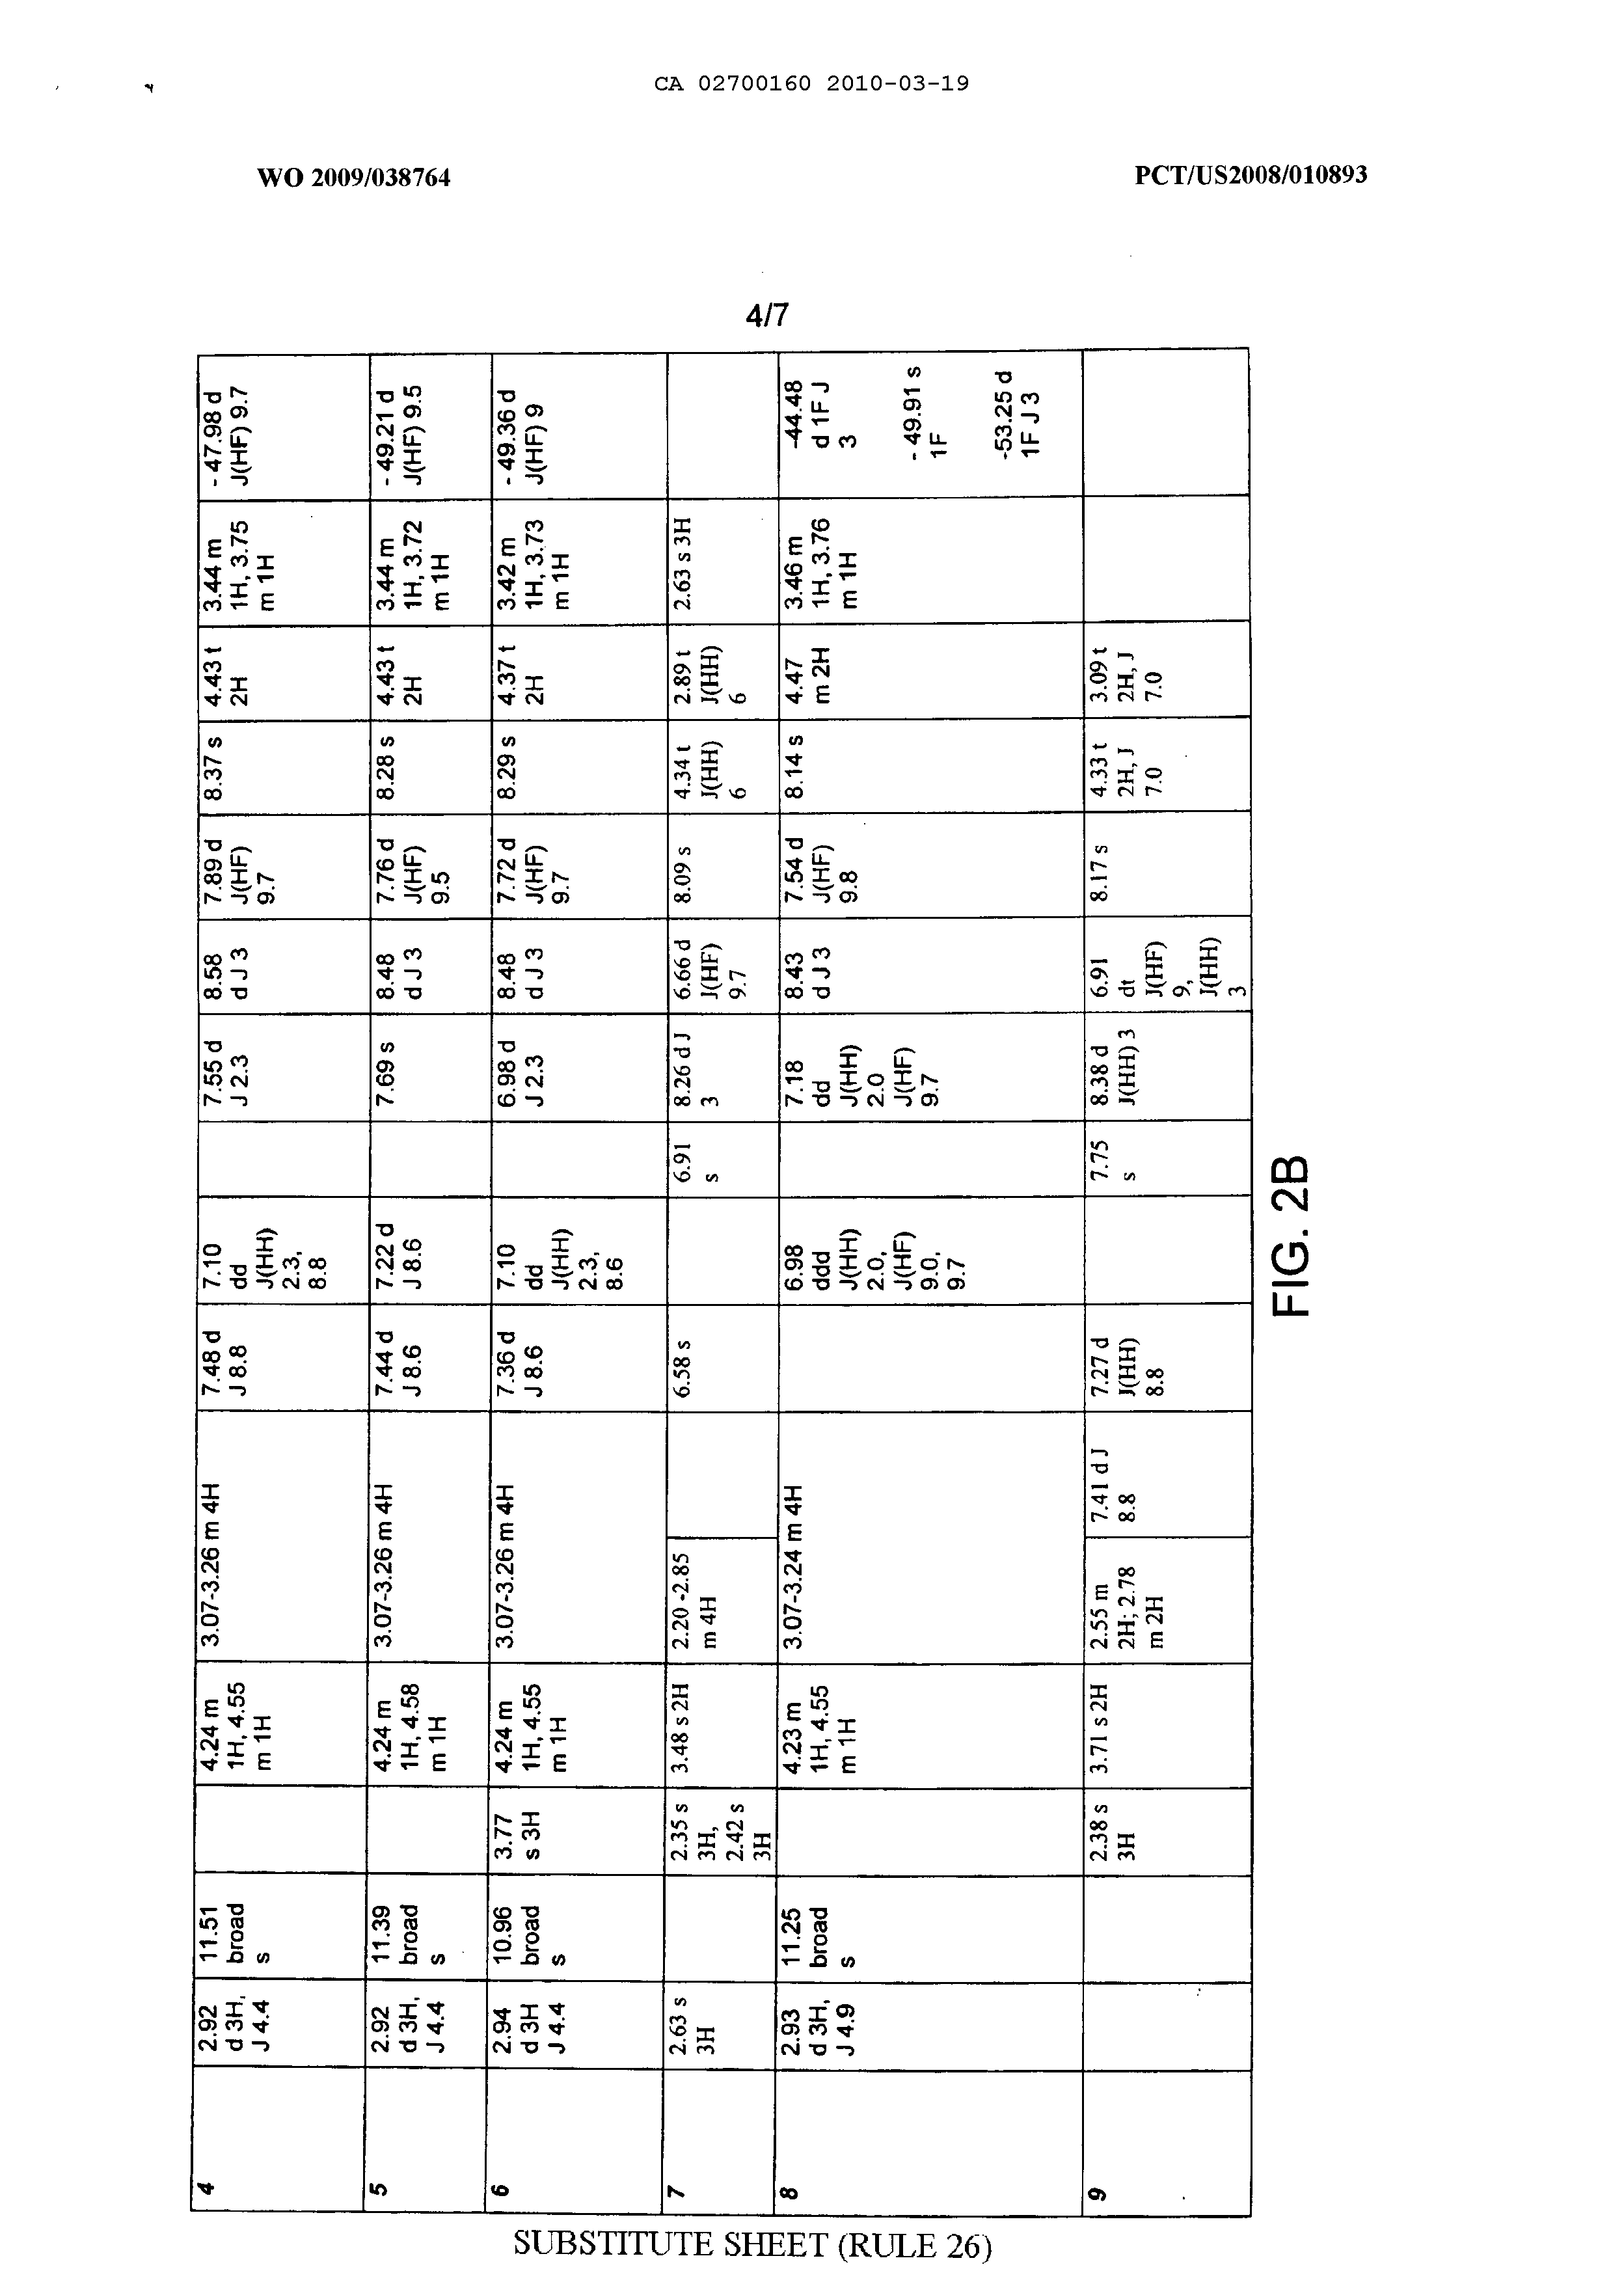 CA 02700160 2010-03-19
WO 2009/038764
PCT/US2008/010893
4/7
4
2.92
d 3H,
J 4.4
11.51
broad
s
4.24 m
1H, 4.55
m 1H
3.07-3.26 m 4H
7.48 d
J 8.8
7.10
dd
J(HH)
2.3,
8.8
7.55 d
J 2.3
8.58
d J 3
7.89 d
J(HF)
9.7
8.37 s
4.43 t
2H
3.44 m
1H, 3.75
m 1H
- 47.98 d
J(HF) 9.7
5
2.92
d 3H,
J 4.4
11.39
broad
s
4.24 m
1H, 4.58
m 1H
3.07-3.26 m 4H
7.44 d
J 8.6
7.22 d
J 8.6
7.69 s
8.48
d J 3
7.76 d
J(HF)
9.5
8.28 s
4.43 t
2H
3.44 m
1H, 3.72
m 1H
- 49.21 d
J(HF) 9.5
6
2.94
d 3H
J 4.4
10.96
broad
s
3.77
s 3H
4.24 m
1H, 4.55
m 1H
3.07-3.26 m 4H
7.36 d
J 8.6
7.10
dd
J(HH)
2.3,
8.6
6.98 d
J 2.3
8.48
d J 3
7.72 d
J(HF)
9.7
8.29 s
4.37 t
2H
3.42 m
1H, 3.73
m 1H
- 49.36 d
J(HF) 9
7
2.63 s
3H
2.35 s
3H,
2.42 s
3H
3.48 s 2H
2.20 -2.85
m 4H
6.58 s
6.91
s
8.26 d J
3
6.66 d
J(HF)
9.7
8.09 s
4.34 t
J(HH)
6
2.89 t
J(HH)
6
2.63 s 3H
8
2.93
d 3H,
J 4.9
11.25
broad
s
4.23 m
1H, 4.55
m 1H
3.07-3.24 m 4H
6.98
ddd
J(HH)
2.0,
J(HF)
9.0,
9.7
7.18
dd
J(HH)
2.0
J(HF)
9.7
8.43
d J 3
7.54 d
J(HF)
9.8
8.14 s
4.47
m 2H
3.46 m
1H, 3.76
m 1H
-44.48
d 1F J
3
- 49.91 s
1F
-53.25 d
1F J 3
9
2.38 s
3H
3.71 s 2H
2.55 m
2H; 2.78
m 2H
7.41 d J
8.8
7.27 d
J(HH)
8.8
7.75
s
8.38 d
J(HH) 3
6.91
dt
J(HF)
9,
J(HH)
3
8.17 s
4.33 t
2H, J
7.0
3.09 t
2H, J
7.0
FIG. 2B
SUBSTITUTE SHEET (RULE 26)